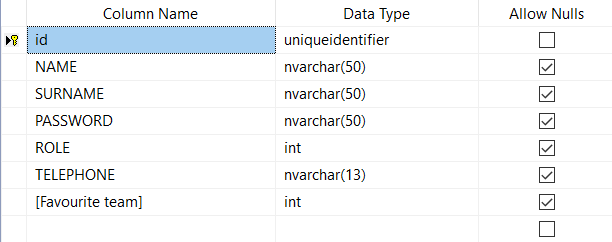 Column Name Data Type Allow Nulls
id uniqueidentifier
NAME nvarchar(50)
SURNAME nvarchar(50)
PASSWORD nvarchar(50)
ROLE int
TELEPHONE nvarchar(13)
[Favourite team] int